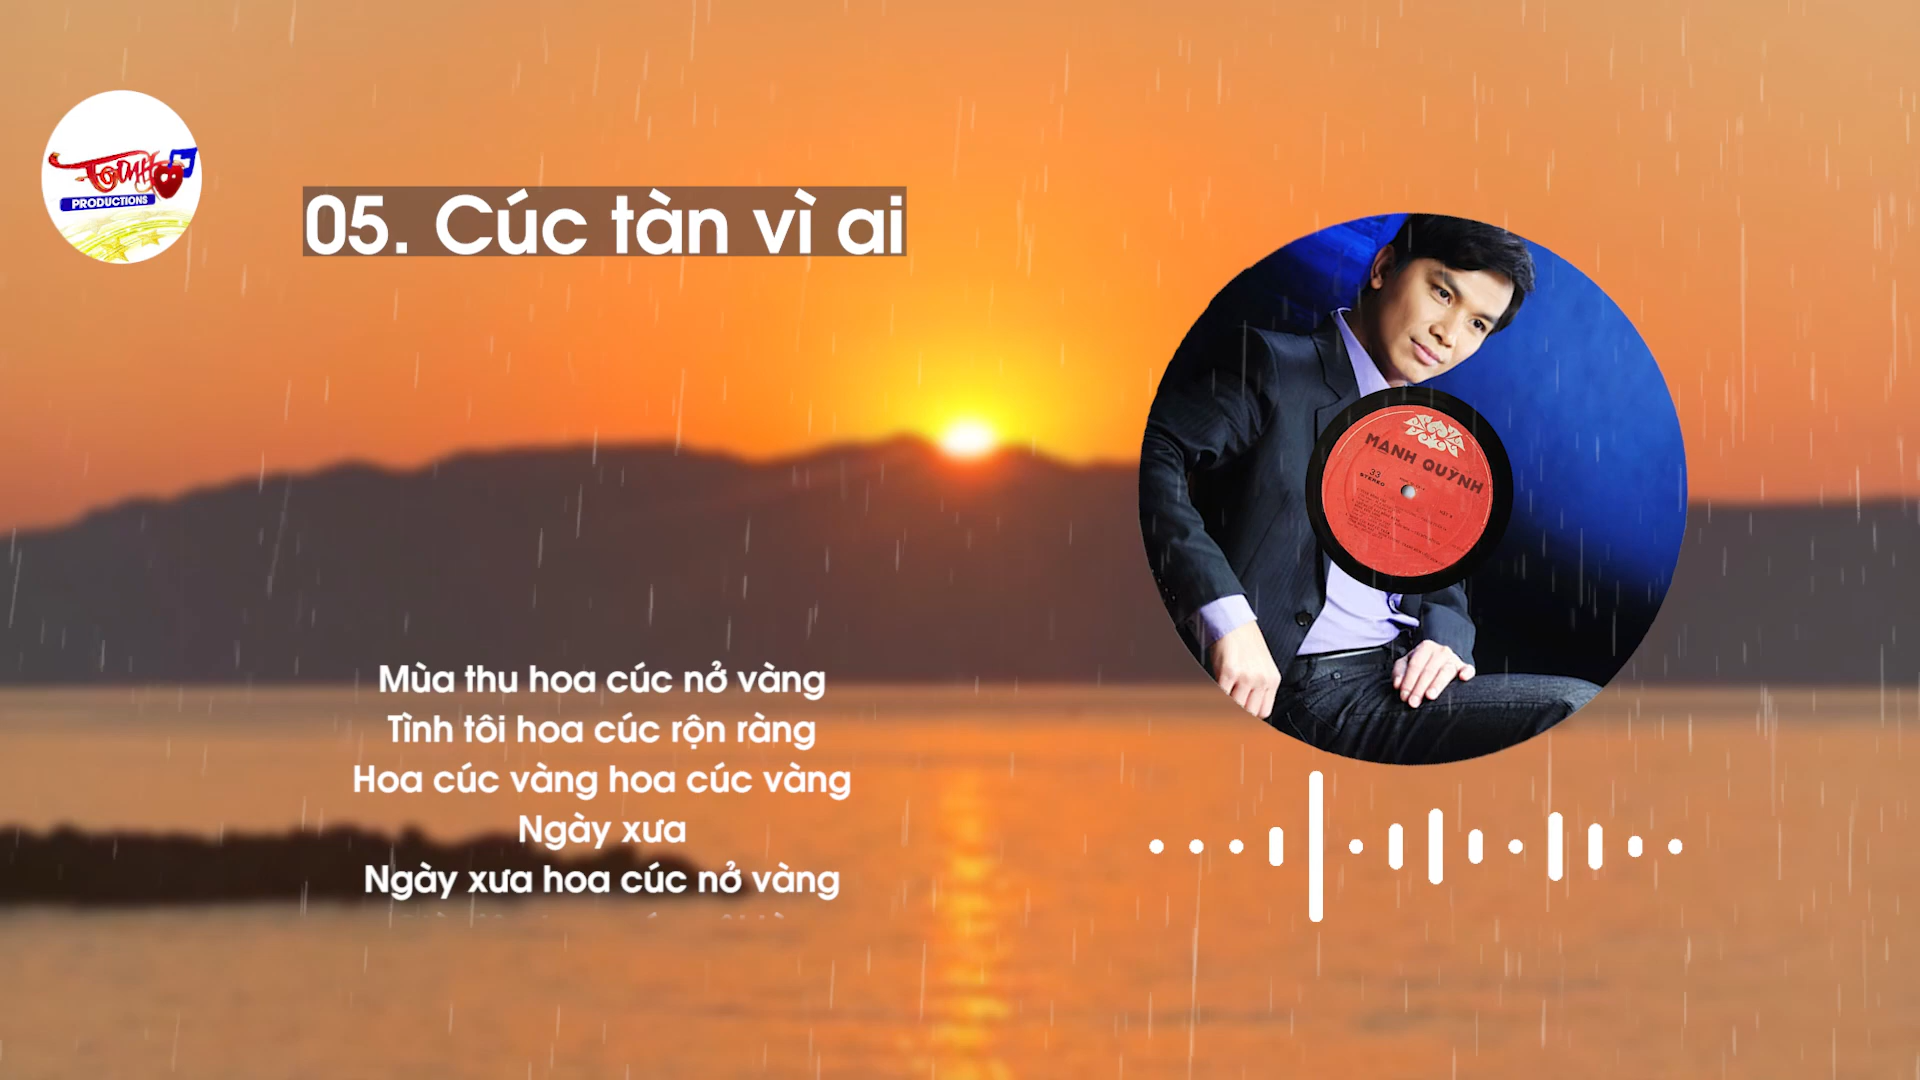 Toàn
PRODUCTIONS
05. Cúc tàn vì ai
MẠNH QUỲNH
33
STEREO
Mùa thu hoa cúc nở vàng
Tình tôi hoa cúc rộn ràng
Hoa cúc vàng hoa cúc vàng
Ngày xưa
Ngày xưa hoa cúc nở vàng